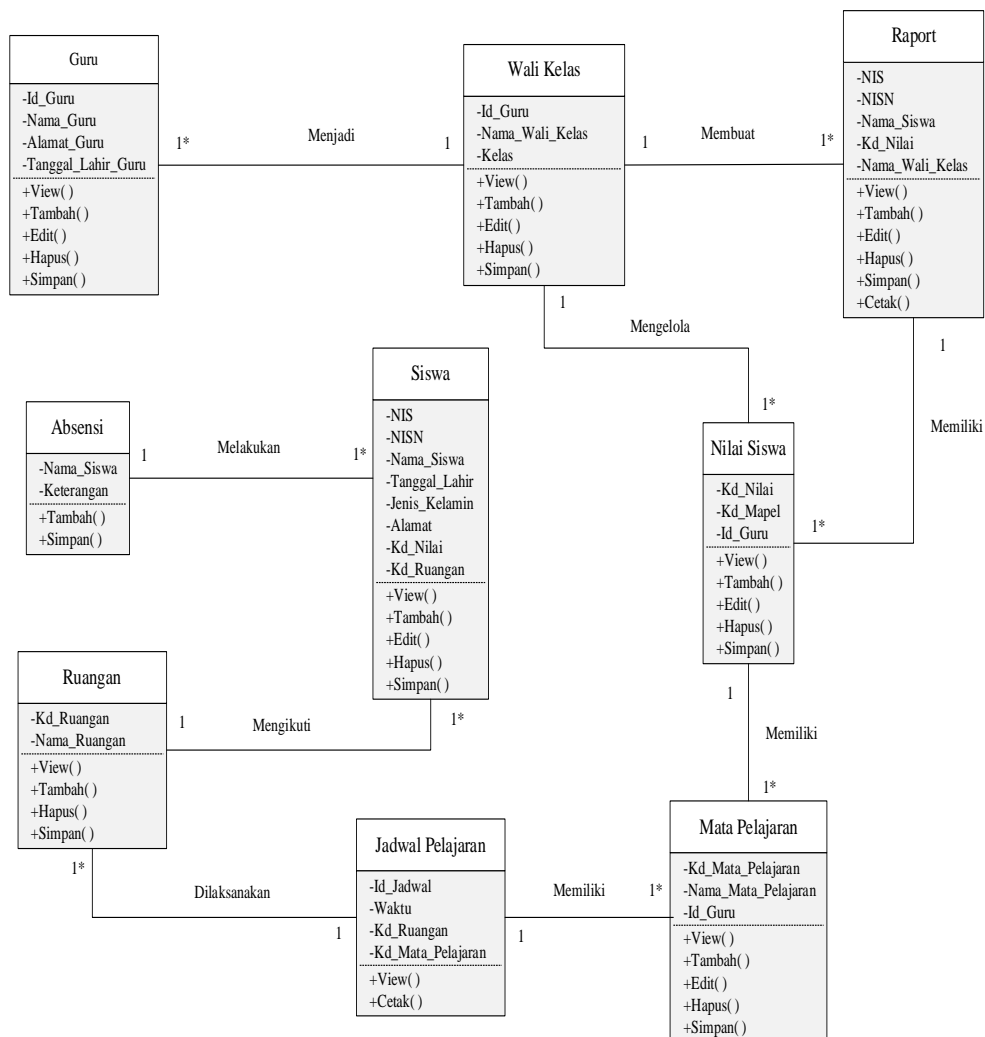 Guru
-Id_Guru
-Nama_Guru
-Alamat_Guru
-Tanggal_Lahir_Guru
+View( )
+Tambah( )
+Edit( )
+Hapus( )
+Simpan( )
1*
Menjadi
1
Wali Kelas
-Id_Guru
-Nama_Wali_Kelas
-Kelas
+View( )
+Tambah( )
+Edit( )
+Hapus( )
+Simpan( )
1
Membuat
1*
Raport
-NIS
-NISN
-Nama_Siswa
-Kd_Nilai
-Nama_Wali_Kelas
+View( )
+Tambah( )
+Edit( )
+Hapus( )
+Simpan( )
+Cetak( )
1
Mengelola
1*
1
Memiliki
1*
Absensi
-Nama_Siswa
-Keterangan
+Tambah( )
+Simpan( )
1
Melakukan
1*
Siswa
-NIS
-NISN
-Nama_Siswa
-Tanggal_Lahir
-Jenis_Kelamin
-Alamat
-Kd_Nilai
-Kd_Ruangan
+View( )
+Tambah( )
+Edit( )
+Hapus( )
+Simpan( )
Nilai Siswa
-Kd_Nilai
-Kd_Mapel
-Id_Guru
+View( )
+Tambah( )
+Edit( )
+Hapus( )
+Simpan( )
Ruangan
-Kd_Ruangan
-Nama_Ruangan
+View( )
+Tambah( )
+Hapus( )
+Simpan( )
1
Mengikuti
1*
1
Memiliki
1*
1*
Dilaksanakan
1
Jadwal Pelajaran
-Id_Jadwal
-Waktu
-Kd_Ruangan
-Kd_Mata_Pelajaran
+View( )
+Cetak( )
1
Memiliki
1*
Mata Pelajaran
-Kd_Mata_Pelajaran
-Nama_Mata_Pelajaran
-Id_Guru
+View( )
+Tambah( )
+Edit( )
+Hapus( )
+Simpan( )